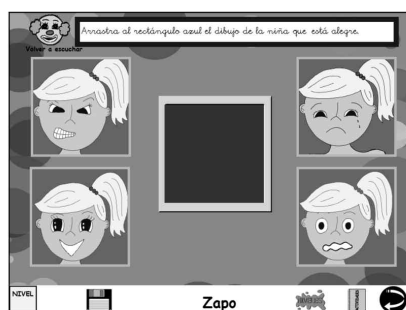 Arrastra al rectángulo azul el dibujo de la niña que está alegre.
Volver a escuchar
NIVEL
Zapo